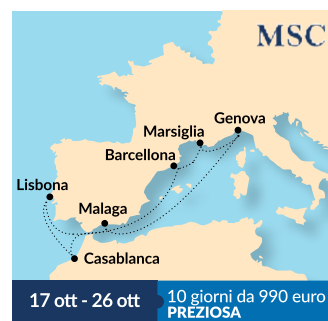 MSC
Genova
Marsiglia
Barcellona
Lisbona
Malaga
Casablanca
17 ott - 26 ott
10 giorni da 990 euro
PREZIOSA